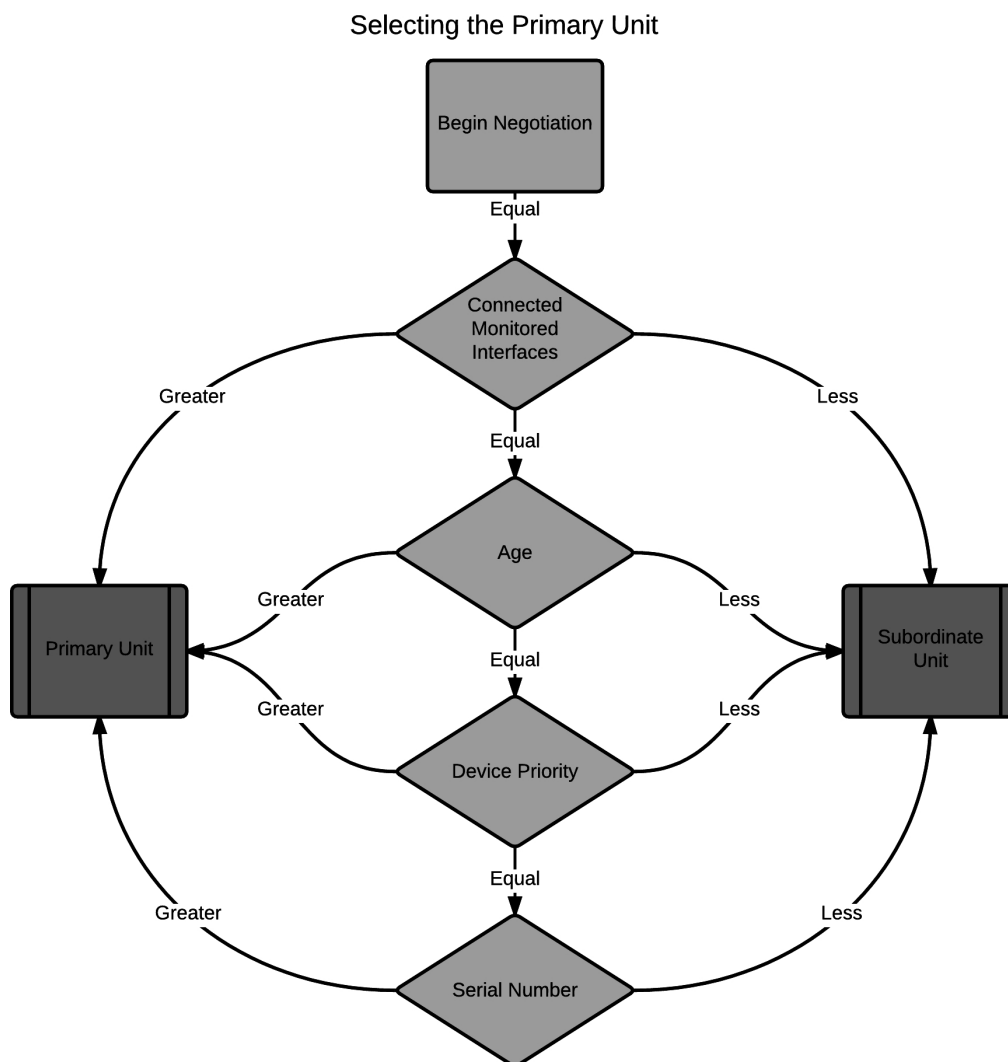 Selecting the Primary Unit
Begin Negotiation
Equal
Connected
Monitored
Interfaces
Greater
Less
Equal
Age
Greater
Less
Primary Unit
Subordinate
Unit
Equal
Greater
Less
Device Priority
Equal
Greater
Less
Serial Number